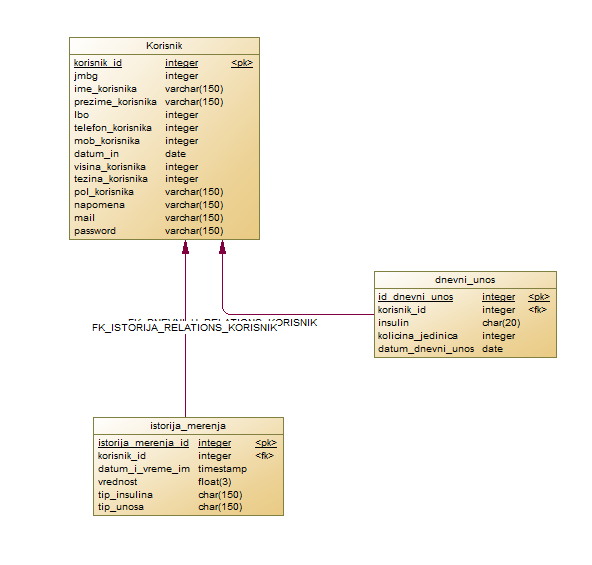 Korisnik
korisnik_id integer <pk>
jmbg integer
ime_korisnika varchar(150)
prezime_korisnika varchar(150)
lbo integer
telefon_korisnika integer
mob_korisnika integer
datum_in date
visina_korisnika integer
tezina_korisnika integer
pol_korisnika varchar(150)
napomena varchar(150)
mail varchar(150)
password varchar(150)
dnevni_unos
id_dnevni_unos integer <pk>
korisnik_id integer <fk>
insulin char(20)
kolicina_jedinica integer
datum_dnevni_unos date
RELATIONS_KORISNIK
FK_ISTORIJA_RELATIONS_KORISNIK
istorija_merenja
istorija_merenja_id integer <pk>
korisnik_id integer <fk>
datum_i_vreme_im timestamp
vrednost float(3)
tip_insulina char(150)
tip_unosa char(150)